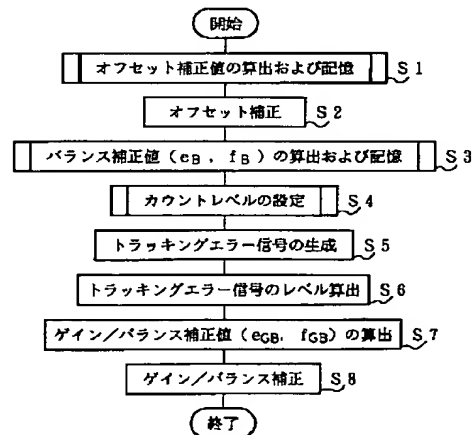 開始
オフセット補正値の算出および記憶 S1
オフセット補正 S2
バランス補正値(eB,fB)の算出および記憶 S3
カウントレベルの設定 S4
トラッキングエラー信号の生成 S5
トラッキングエラー信号のレベル算出 S6
ゲイン/バランス補正値(eGB,fGB)の算出 S7
ゲイン/バランス補正 S8
終了